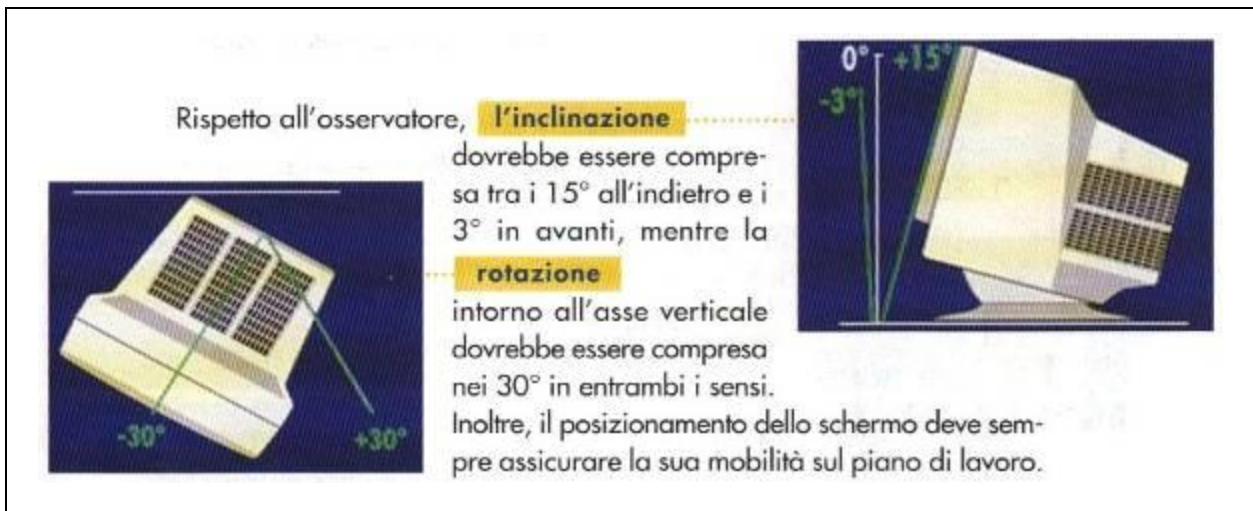 Rispetto all'osservatore, l'inclinazione
dovrebbe essere compre-
sa tra i 15° all'indietro e i
3° in avanti, mentre la
rotazione
intorno all'asse verticale
dovrebbe essere compresa
nei 30° in entrambi i sensi.
Inoltre, il posizionamento dello schermo deve sem-
pre assicurare la sua mobilità sul piano di lavoro.
0° +15°
-3°
-30° +30°